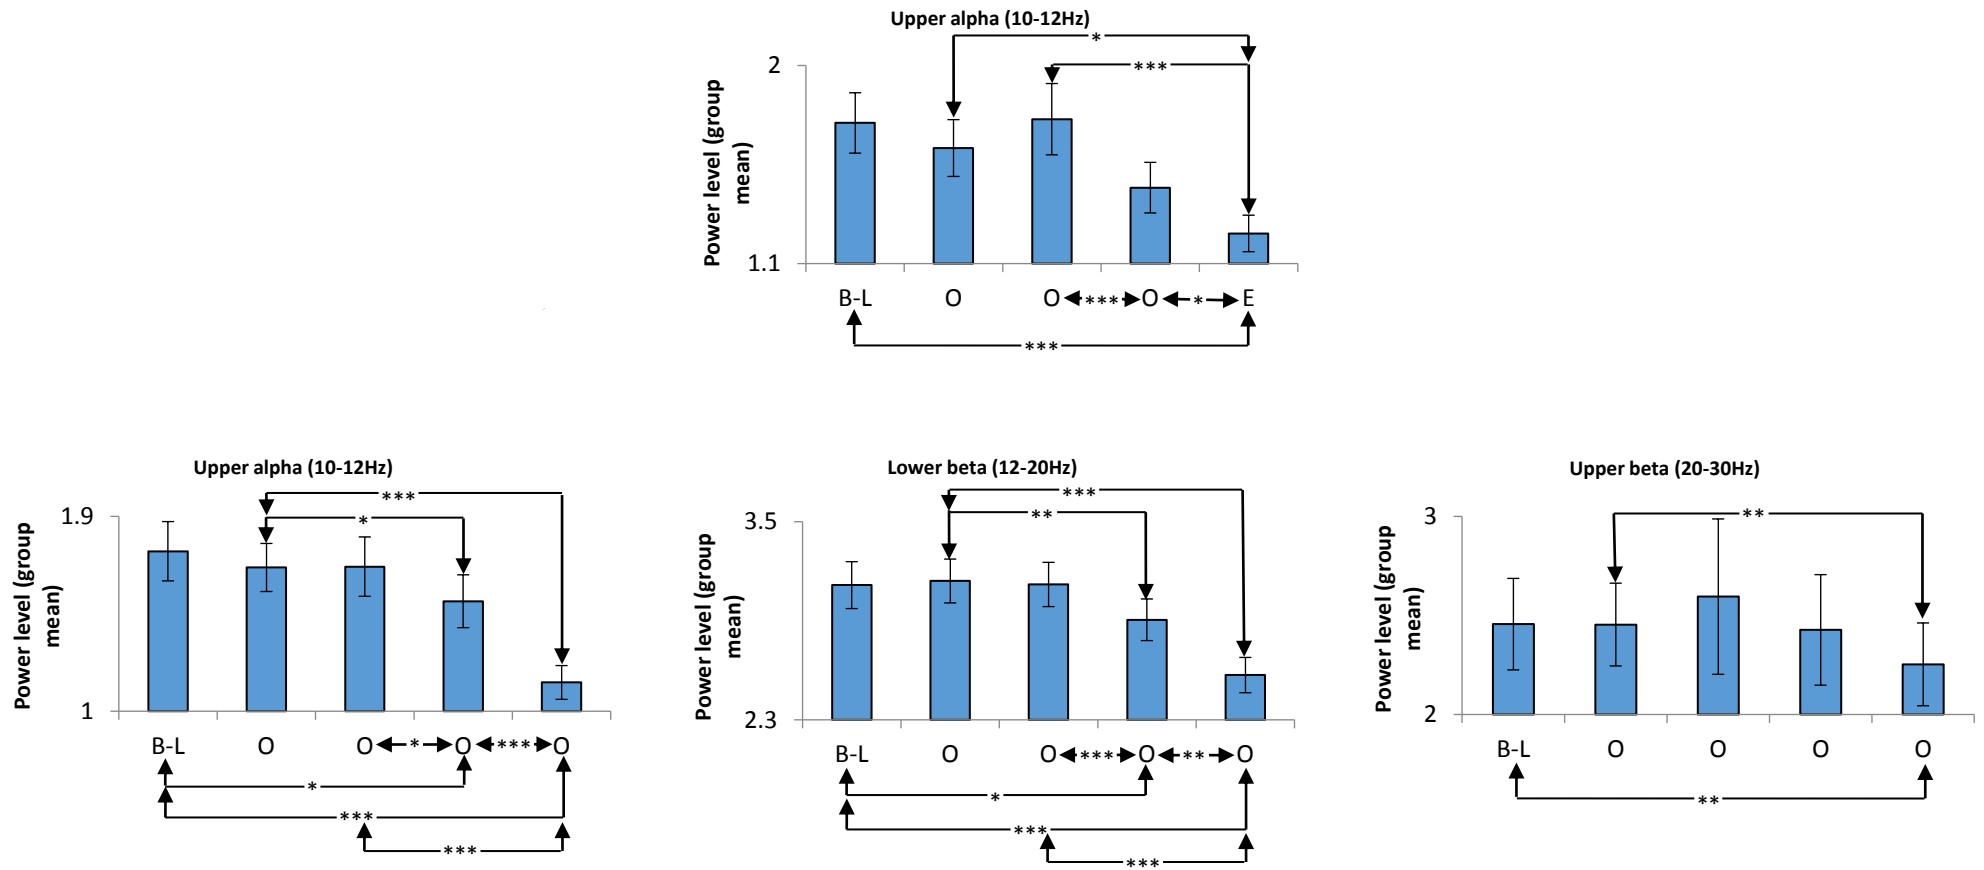 Upper alpha (10-12Hz)
*
2
***
Power level (group
mean)
1.1
B-L O O *** O * E
***
Upper alpha (10-12Hz)
***
1.9
*
Power level (group
mean)
1
B-L O O * O *** O
*
***
***
Lower beta (12-20Hz)
***
3.5
**
Power level (group
mean)
2.3
B-L O O *** O ** O
*
***
***
Upper beta (20-30Hz)
3
**
Power level (group
mean)
2
B-L O O O O
**